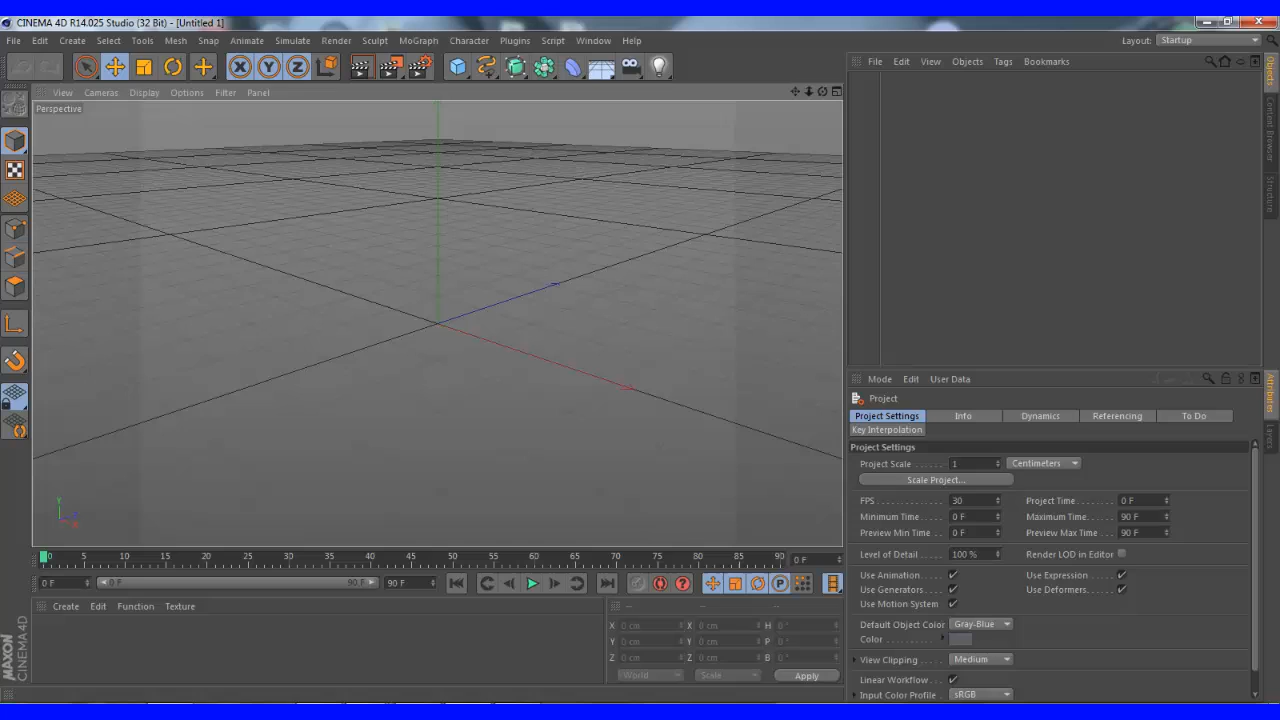 CINEMA 4D R14.025 Studio (32 Bit) - [Untitled 1]
File Edit Create Select Tools Mesh Snap Animate Simulate Render Sculpt MoGraph Character Plugins Script Window Help Layout: Startup
File Edit View Objects Tags Bookmarks
View Cameras Display Options Filter Panel
Perspective
Objects
Content Browser
Structure
Mode Edit User Data
Attributes
Layers
Project
Project Settings Info Dynamics Referencing To Do
Key Interpolation
Project Settings
Project Scale 1 Centimeters
Scale Project...
FPS 30 Project Time 0 F
Minimum Time 0 F Maximum Time 90 F
Preview Min Time 0 F Preview Max Time 90 F
Level of Detail 100 % Render LOD in Editor
Use Animation Use Expression
Use Generators Use Deformers
Use Motion System
Default Object Color Gray-Blue
Color
View Clipping Medium
Linear Workflow
Input Color Profile sRGB
Y
Z
X
0 5 10 15 20 25 30 35 40 45 50 55 60 65 70 75 80 85 90 0 F
0 F 0 F 90 F 90 F
Create Edit Function Texture
-- -- --
X 0 cm X 0 cm H 0 °
Y 0 cm Y 0 cm P 0 °
Z 0 cm Z 0 cm B 0 °
World Scale Apply
MAXON
CINEMA 4D